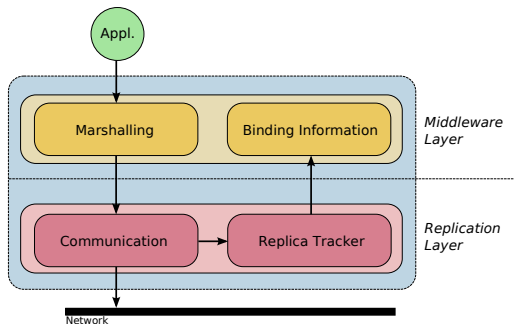 Appl.
Marshalling
Binding Information
Middleware
Layer
Communication
Replica Tracker
Replication
Layer
Network